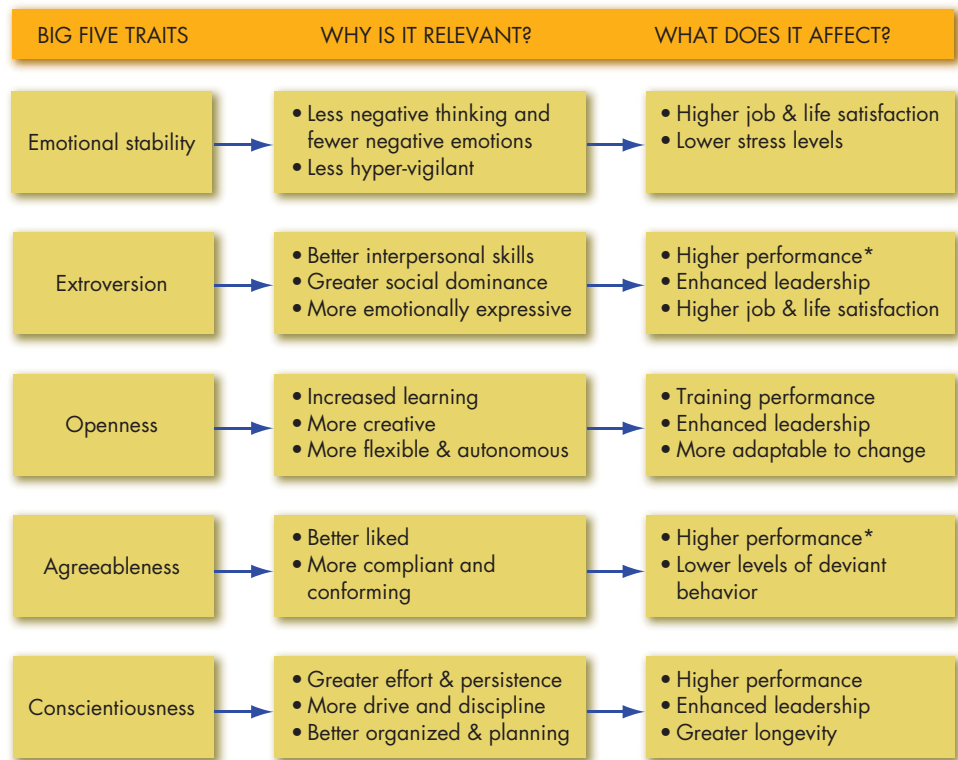 BIG FIVE TRAITS
WHY IS IT RELEVANT?
WHAT DOES IT AFFECT?
Emotional stability
• Less negative thinking and
fewer negative emotions
• Less hyper-vigilant
• Higher job & life satisfaction
• Lower stress levels
Extroversion
• Better interpersonal skills
• Greater social dominance
• More emotionally expressive
• Higher performance*
• Enhanced leadership
• Higher job & life satisfaction
Openness
• Increased learning
• More creative
• More flexible & autonomous
• Training performance
• Enhanced leadership
• More adaptable to change
Agreeableness
• Better liked
• More compliant and
conforming
• Higher performance*
• Lower levels of deviant
behavior
Conscientiousness
• Greater effort & persistence
• More drive and discipline
• Better organized & planning
• Higher performance
• Enhanced leadership
• Greater longevity